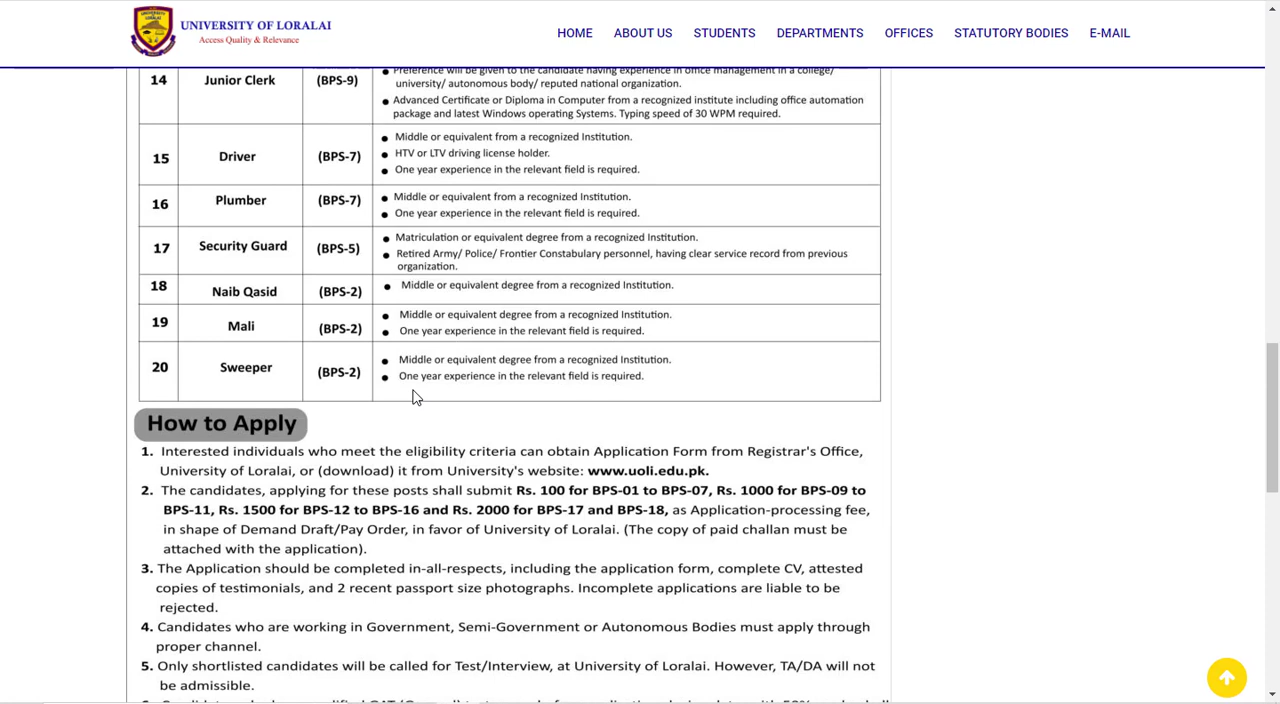 UNIVERSITY OF LORALAI
Access Quality & Relevance
HOME ABOUT US STUDENTS DEPARTMENTS OFFICES STATUTORY BODIES E-MAIL
Preference will be given to the candidate having experience in office management in a college/
14 Junior Clerk (BPS-9) university/ autonomous body/ reputed national organization.
● Advanced Certificate or Diploma in Computer from a recognized institute including office automation
package and latest Windows operating Systems. Typing speed of 30 WPM required.
● Middle or equivalent from a recognized Institution.
15 Driver (BPS-7) ● HTV or LTV driving license holder.
● One year experience in the relevant field is required.
16 Plumber (BPS-7) ● Middle or equivalent from a recognized Institution.
● One year experience in the relevant field is required.
17 Security Guard (BPS-5) ● Matriculation or equivalent degree from a recognized Institution.
● Retired Army/ Police/ Frontier Constabulary personnel, having clear service record from previous
organization.
18 Naib Qasid (BPS-2) ● Middle or equivalent degree from a recognized Institution.
19 Mali (BPS-2) ● Middle or equivalent degree from a recognized Institution.
● One year experience in the relevant field is required.
20 Sweeper (BPS-2) ● Middle or equivalent degree from a recognized Institution.
● One year experience in the relevant field is required.
How to Apply
1. Interested individuals who meet the eligibility criteria can obtain Application Form from Registrar's Office,
University of Loralai, or (download) it from University's website: www.uoli.edu.pk.
2. The candidates, applying for these posts shall submit Rs. 100 for BPS-01 to BPS-07, Rs. 1000 for BPS-09 to
BPS-11, Rs. 1500 for BPS-12 to BPS-16 and Rs. 2000 for BPS-17 and BPS-18, as Application-processing fee,
in shape of Demand Draft/Pay Order, in favor of University of Loralai. (The copy of paid challan must be
attached with the application).
3. The Application should be completed in-all-respects, including the application form, complete CV, attested
copies of testimonials, and 2 recent passport size photographs. Incomplete applications are liable to be
rejected.
4. Candidates who are working in Government, Semi-Government or Autonomous Bodies must apply through
proper channel.
5. Only shortlisted candidates will be called for Test/Interview, at University of Loralai. However, TA/DA will not
be admissible.